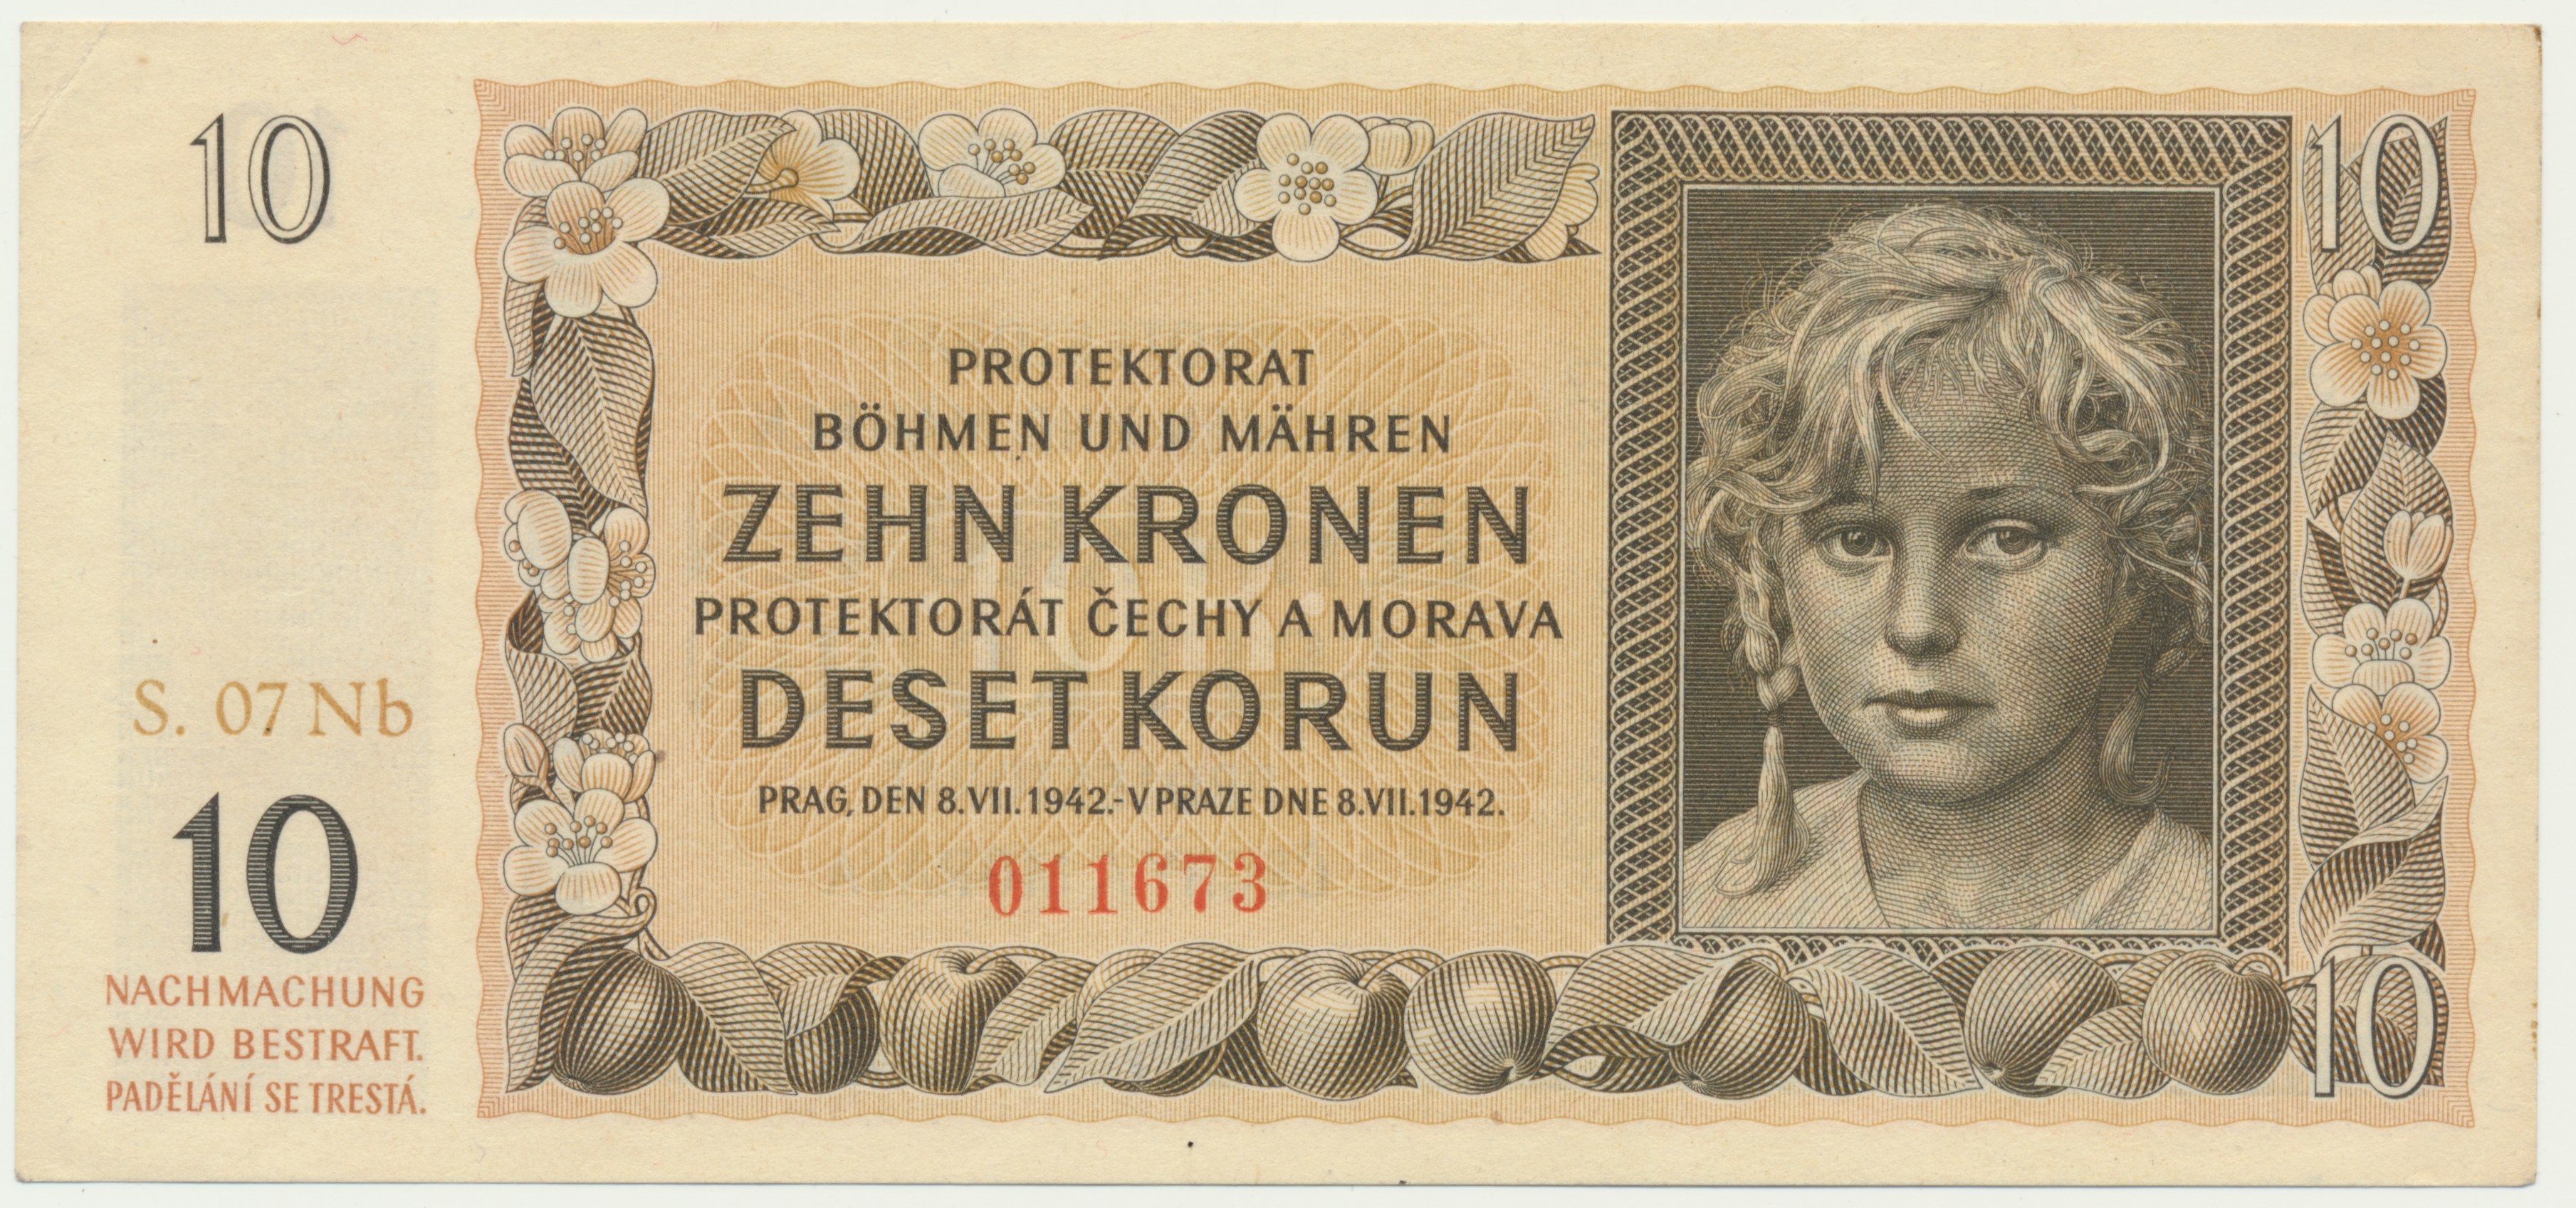 10
S. 07 Nb
10
NACHMACHUNG
WIRD BESTRAFT.
PADĚLÁNÍ SE TRESTÁ.
PROTEKTORAT
BÖHMEN UND MÄHREN
ZEHN KRONEN
PROTEKTORÁT ČECHY A MORAVA
DESET KORUN
PRAG, DEN 8.VII.1942.-V PRAZE DNE 8.VII.1942.
011673
10
10